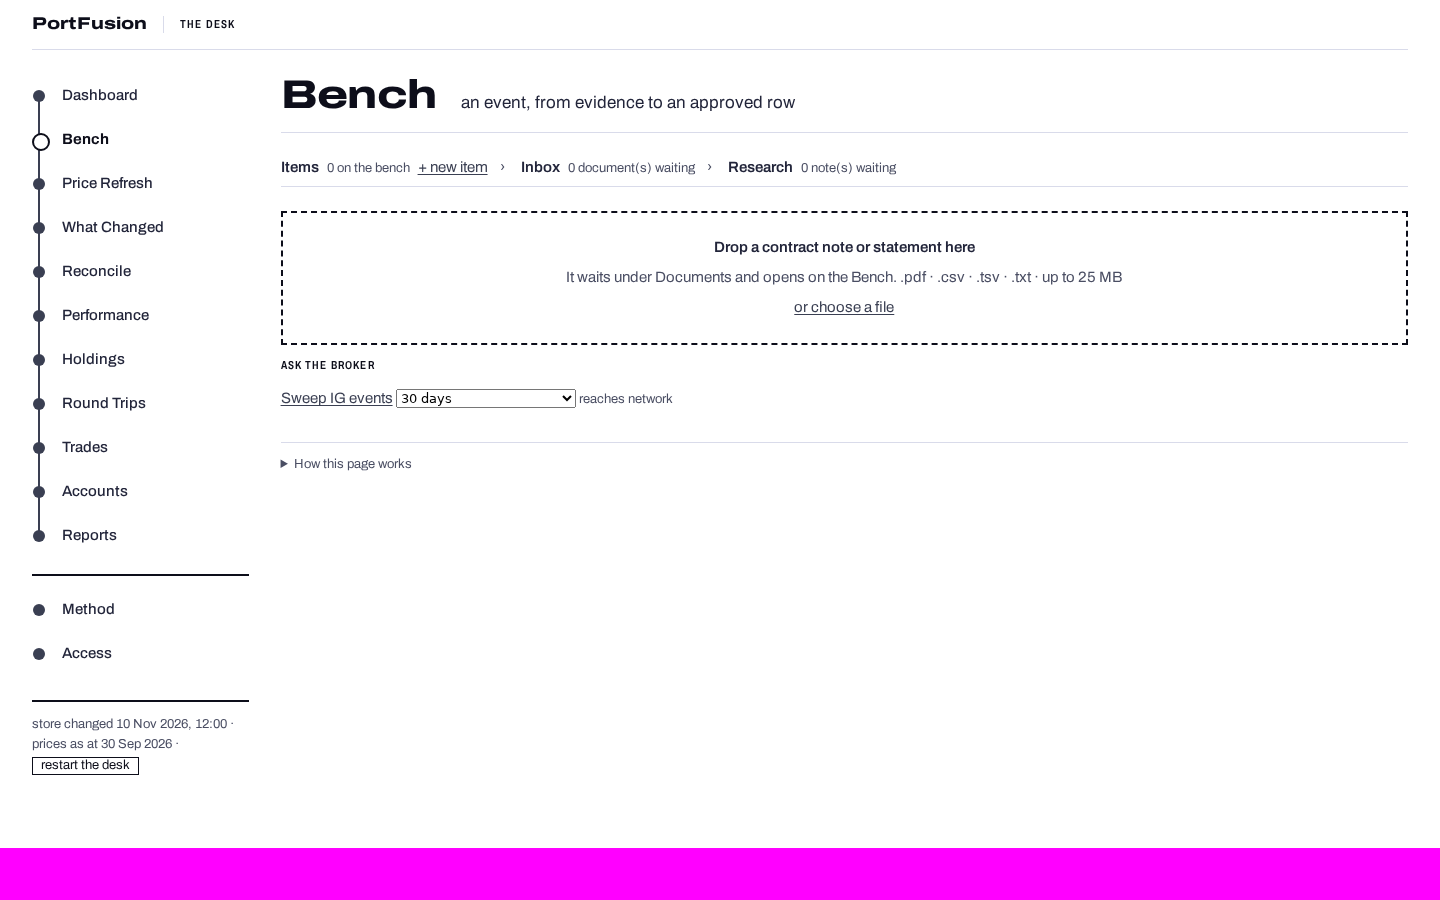 PortFusion THE DESK
Dashboard
Bench
Price Refresh
What Changed
Reconcile
Performance
Holdings
Round Trips
Trades
Accounts
Reports
Method
Access
store changed 10 Nov 2026, 12:00 ·
prices as at 30 Sep 2026 ·
restart the desk
Bench an event, from evidence to an approved row
Items 0 on the bench + new item › Inbox 0 document(s) waiting › Research 0 note(s) waiting
Drop a contract note or statement here
It waits under Documents and opens on the Bench. .pdf · .csv · .tsv · .txt · up to 25 MB
or choose a file
ASK THE BROKER
Sweep IG events 30 days reaches network
How this page works